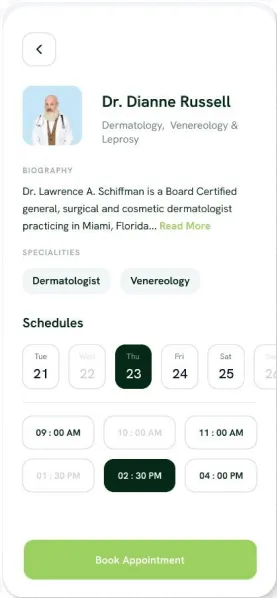 Dr. Dianne Russell
Dermatology, Venereology &
Leprosy
BIOGRAPHY
Dr. Lawrence A. Schiffman is a Board Certified
general, surgical and cosmetic dermatologist
practicing in Miami, Florida... Read More
SPECIALITIES
Dermatologist Venereology
Schedules
Tue Wed Thu Fri Sat
21 22 23 24 25
09 : 00 AM 10 : 00 AM 11 : 00 AM
01 : 30 PM 02 : 30 PM 04 : 00 PM
Book Appointment